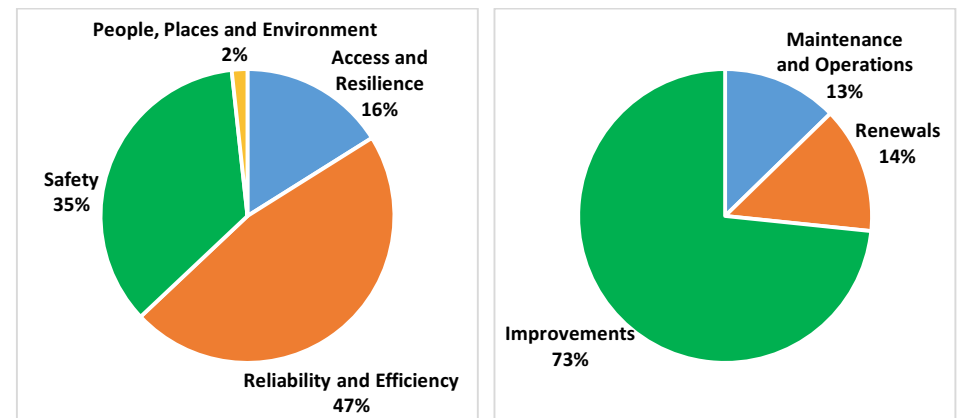 People, Places and Environment
2%
Access and
Resilience
16%
Safety
35%
Reliability and Efficiency
47%
Maintenance
and Operations
13%
Renewals
14%
Improvements
73%